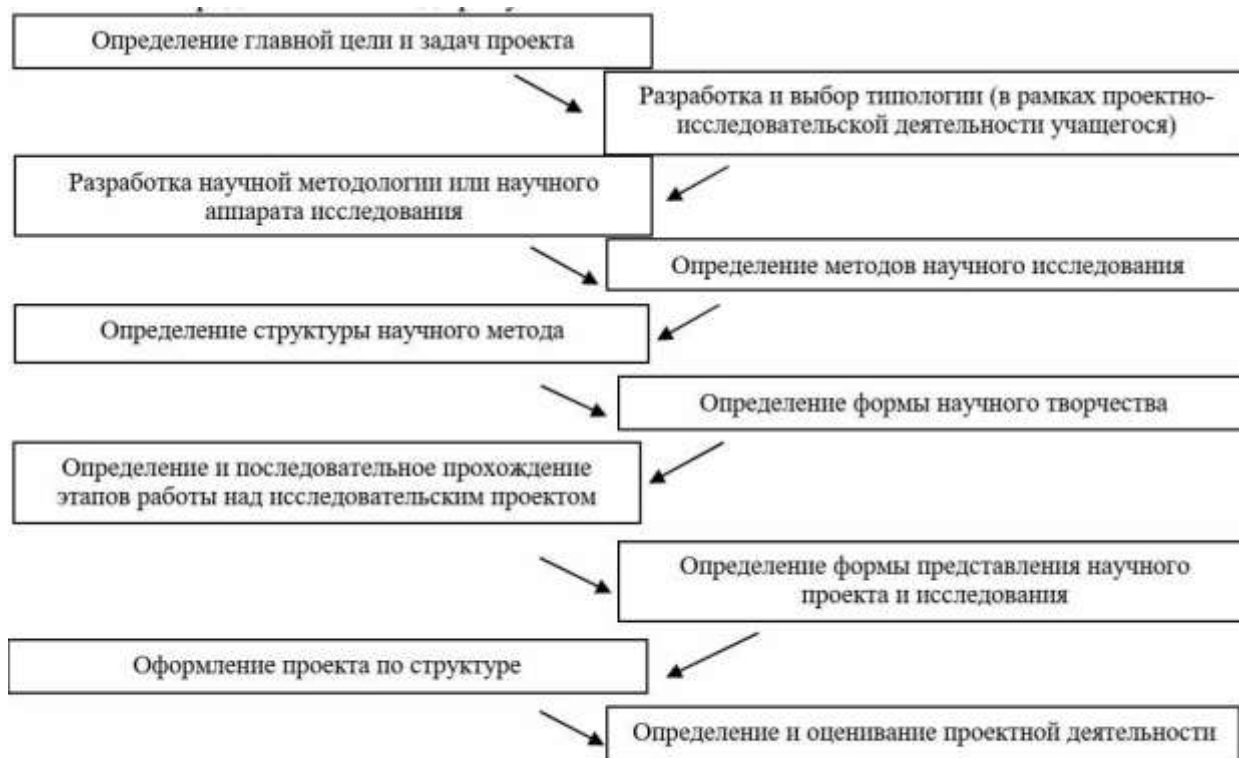 Определение главной цели и задач проекта
Разработка и выбор типологии (в рамках проектно-
исследовательской деятельности учащегося)
Разработка научной методологии или научного
аппарата исследования
Определение методов научного исследования
Определение структуры научного метода
Определение формы научного творчества
Определение и последовательное прохождение
этапов работы над исследовательским проектом
Определение формы представления научного
проекта и исследования
Оформление проекта по структуре
Определение и оценивание проектной деятельности